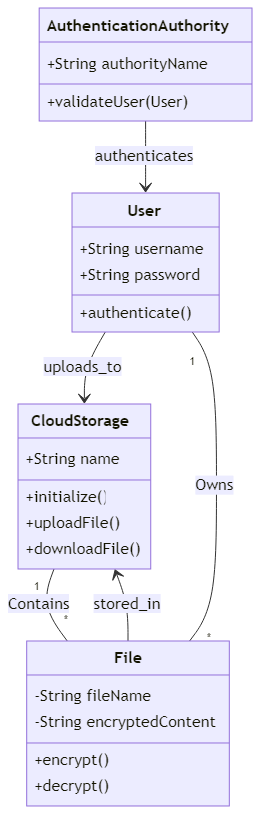 AuthenticationAuthority
+String authorityName
+validateUser(User)
authenticates
User
+String username
+String password
+authenticate()
1
uploads_to
CloudStorage
+String name
Owns
+initialize()
+uploadFile()
+downloadFile()
1
Contains
stored_in
*
*
File
-String fileName
-String encryptedContent
+encrypt()
+decrypt()